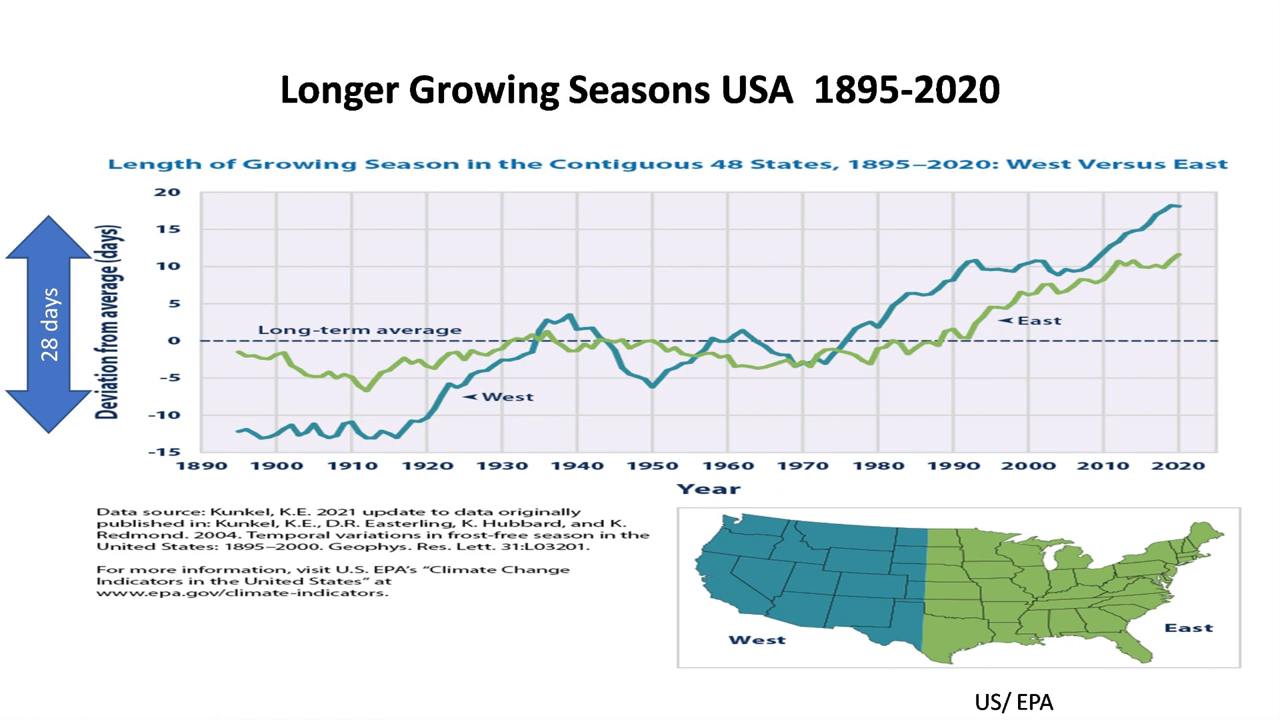 Longer Growing Seasons USA 1895-2020
Length of Growing Season in the Contiguous 48 States, 1895–2020: West Versus East
28 days
Deviation from average (days)
20
15
10
5
0
-5
-10
-15
Long-term average
East
West
1890 1900 1910 1920 1930 1940 1950 1960 1970 1980 1990 2000 2010 2020
Year
Data source: Kunkel, K.E. 2021 update to data originally
published in: Kunkel, K.E., D.R. Easterling, K. Hubbard, and K.
Redmond. 2004. Temporal variations in frost-free season in the
United States: 1895–2000. Geophys. Res. Lett. 31:L03201.
For more information, visit U.S. EPA's “Climate Change
Indicators in the United States” at
www.epa.gov/climate-indicators.
West
East
US/ EPA